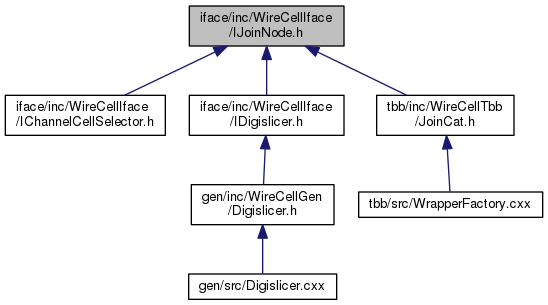 iface/inc/WireCellIface
/IJoinNode.h
iface/inc/WireCellIface
/IChannelCellSelector.h
iface/inc/WireCellIface
/IDigislicer.h
tbb/inc/WireCellTbb
/JoinCat.h
gen/inc/WireCellGen
/Digislicer.h
tbb/src/WrapperFactory.cxx
gen/src/Digislicer.cxx